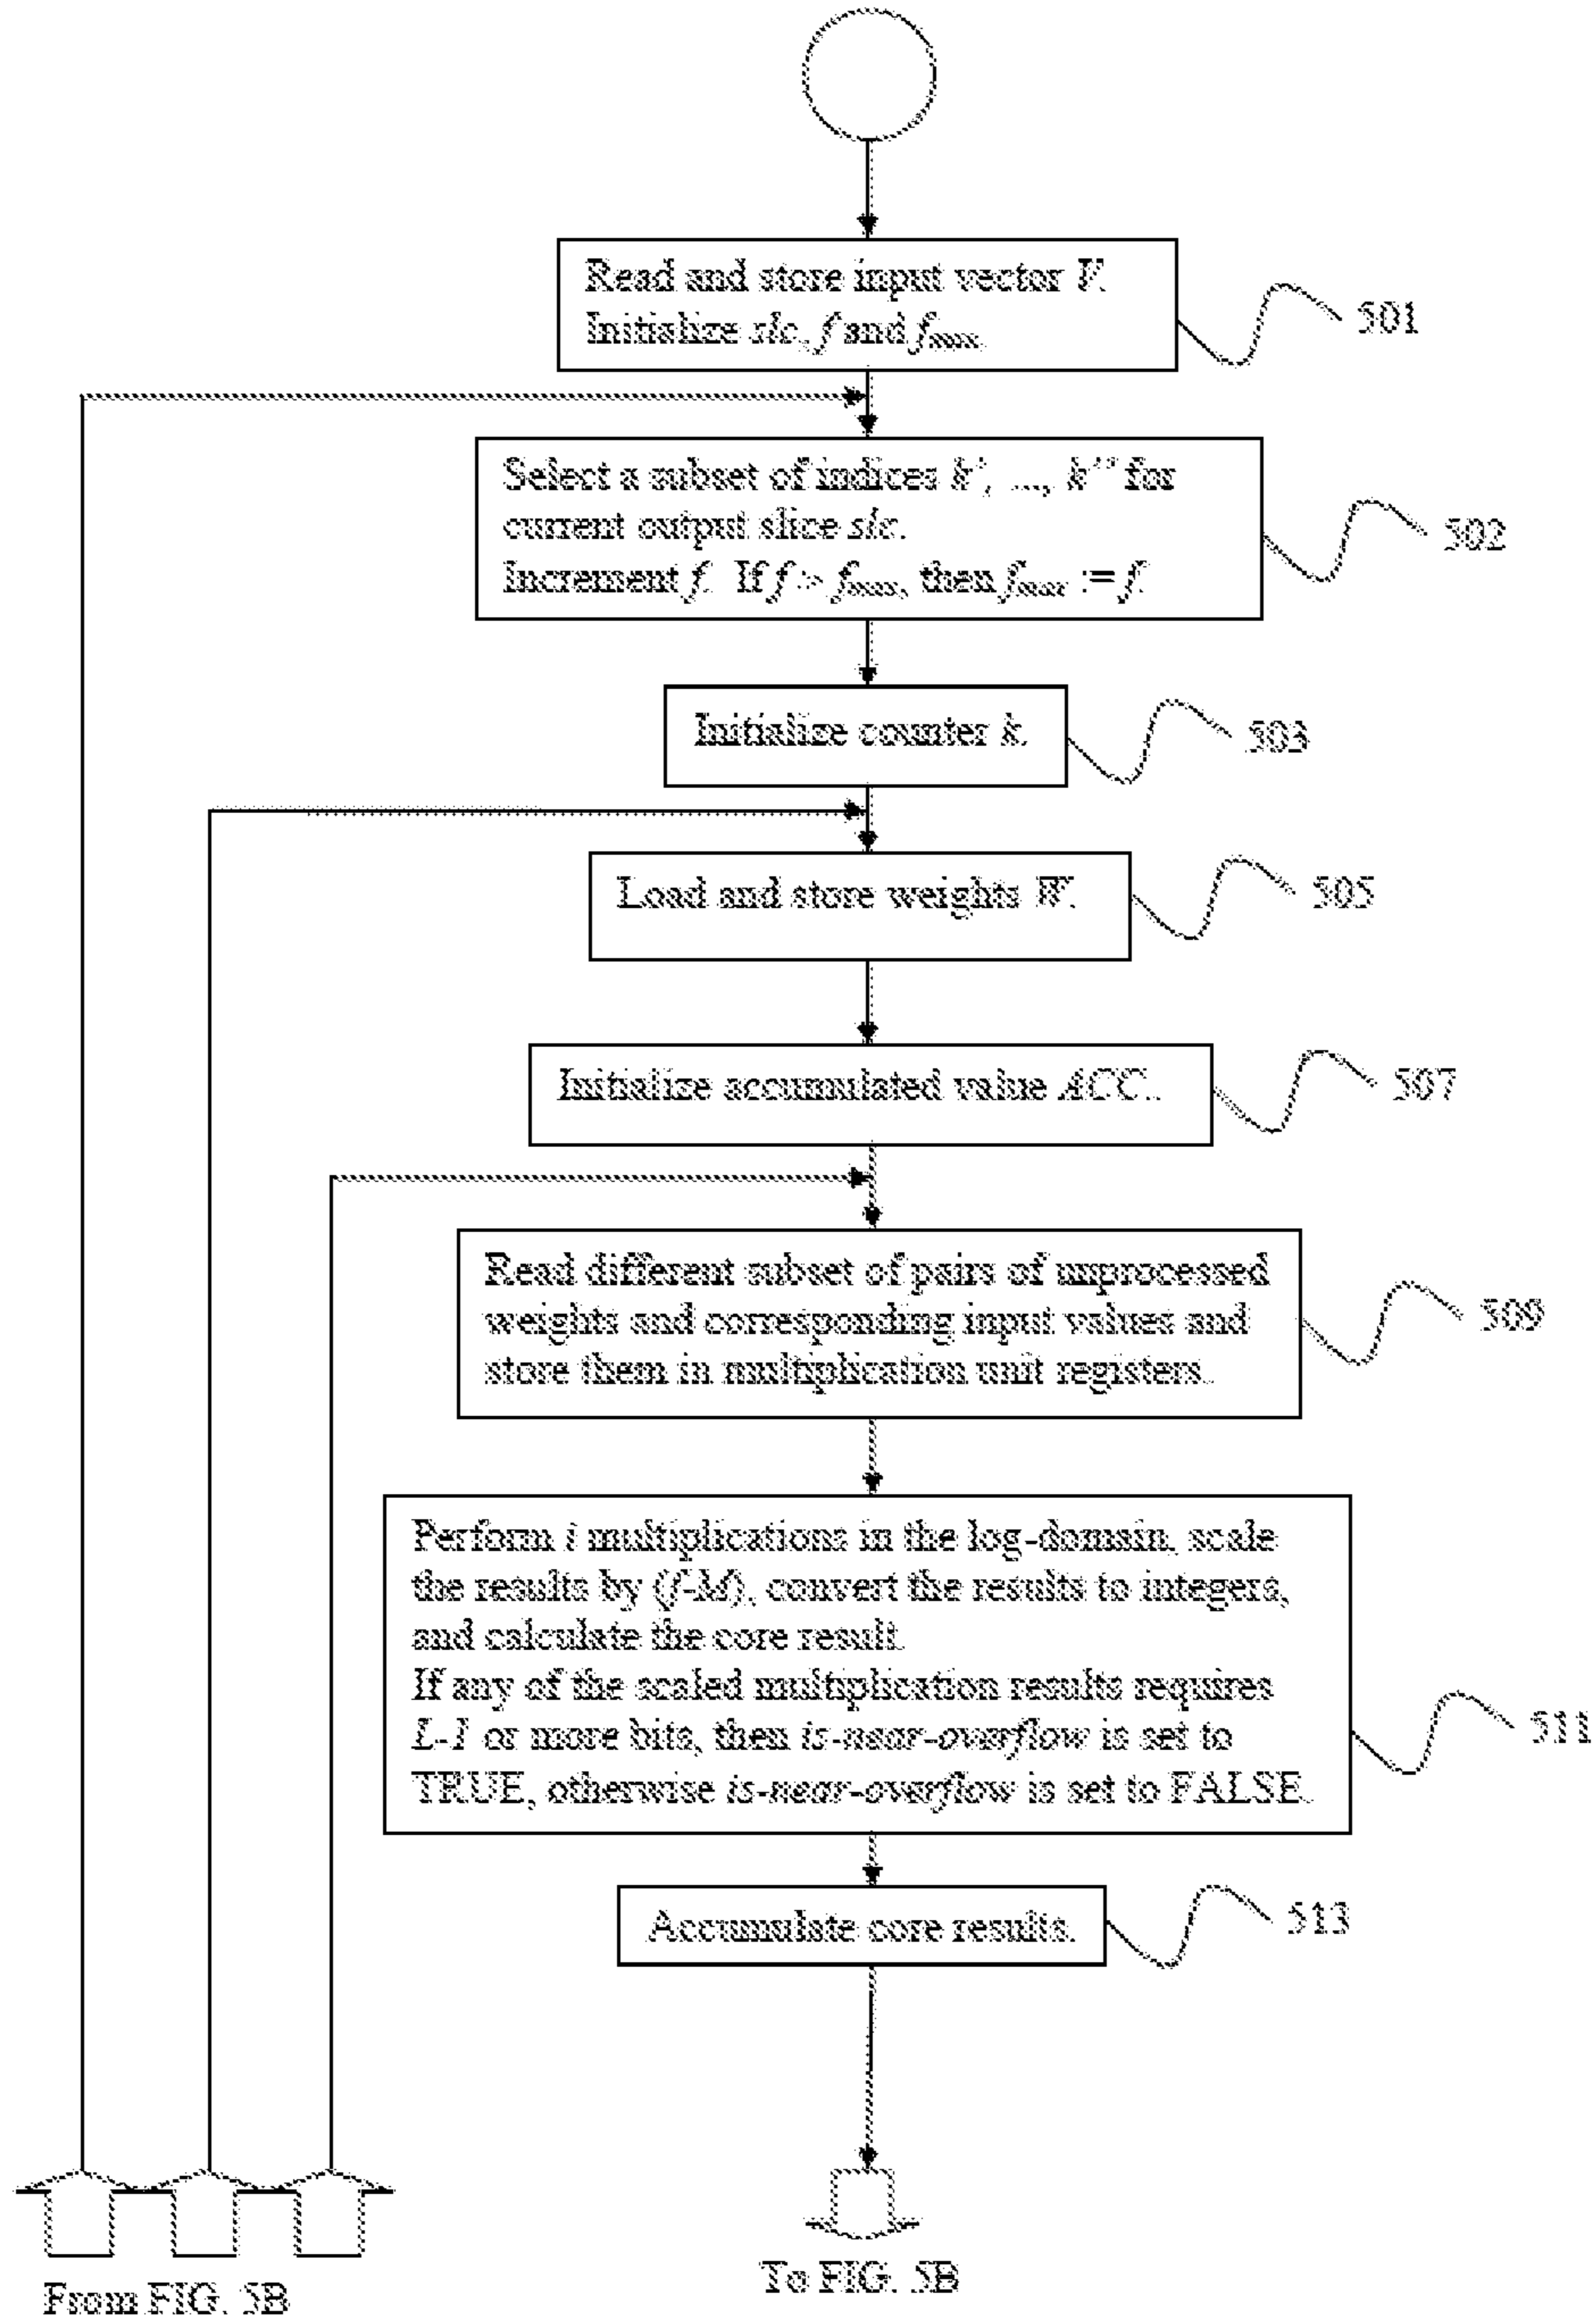 Read and store input vector V.
Initialize slc, f and fmax.
501
Select a subset of indices k', ..., k'' for
current output slice slc.
Increment f. If f > fmax, then fmax := f.
502
Initialize counter k.
503
Load and store weights W.
505
Initialize accumulated value ACC..
507
Read different subset of pairs of unprocessed
weights and corresponding input values and
store them in multiplication unit registers.
509
Perform i multiplications in the log-domain, scale
the results by (f-M), convert the results to integers,
and calculate the core result.
If any of the scaled multiplication results requires
L-1 or more bits, then is-near-overflow is set to
TRUE, otherwise is-near-overflow is set to FALSE.
511
Accumulate core results.
513
From FIG. 5B
To FIG. 5B